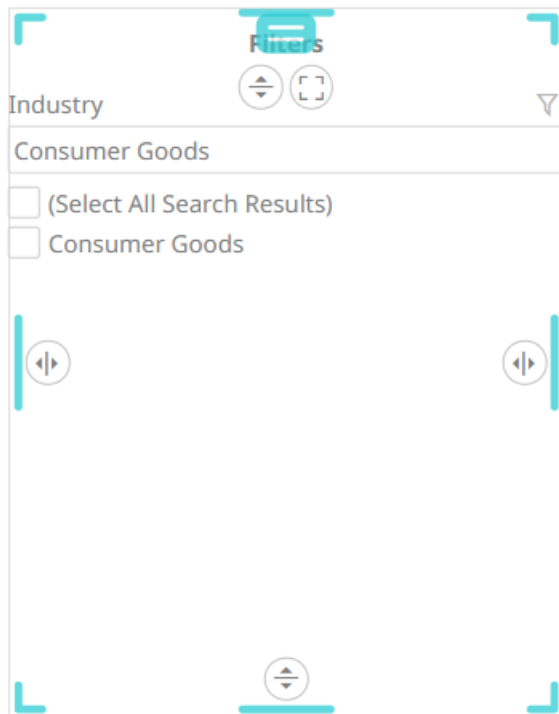 Filters
Industry
Consumer Goods
(Select All Search Results)
Consumer Goods